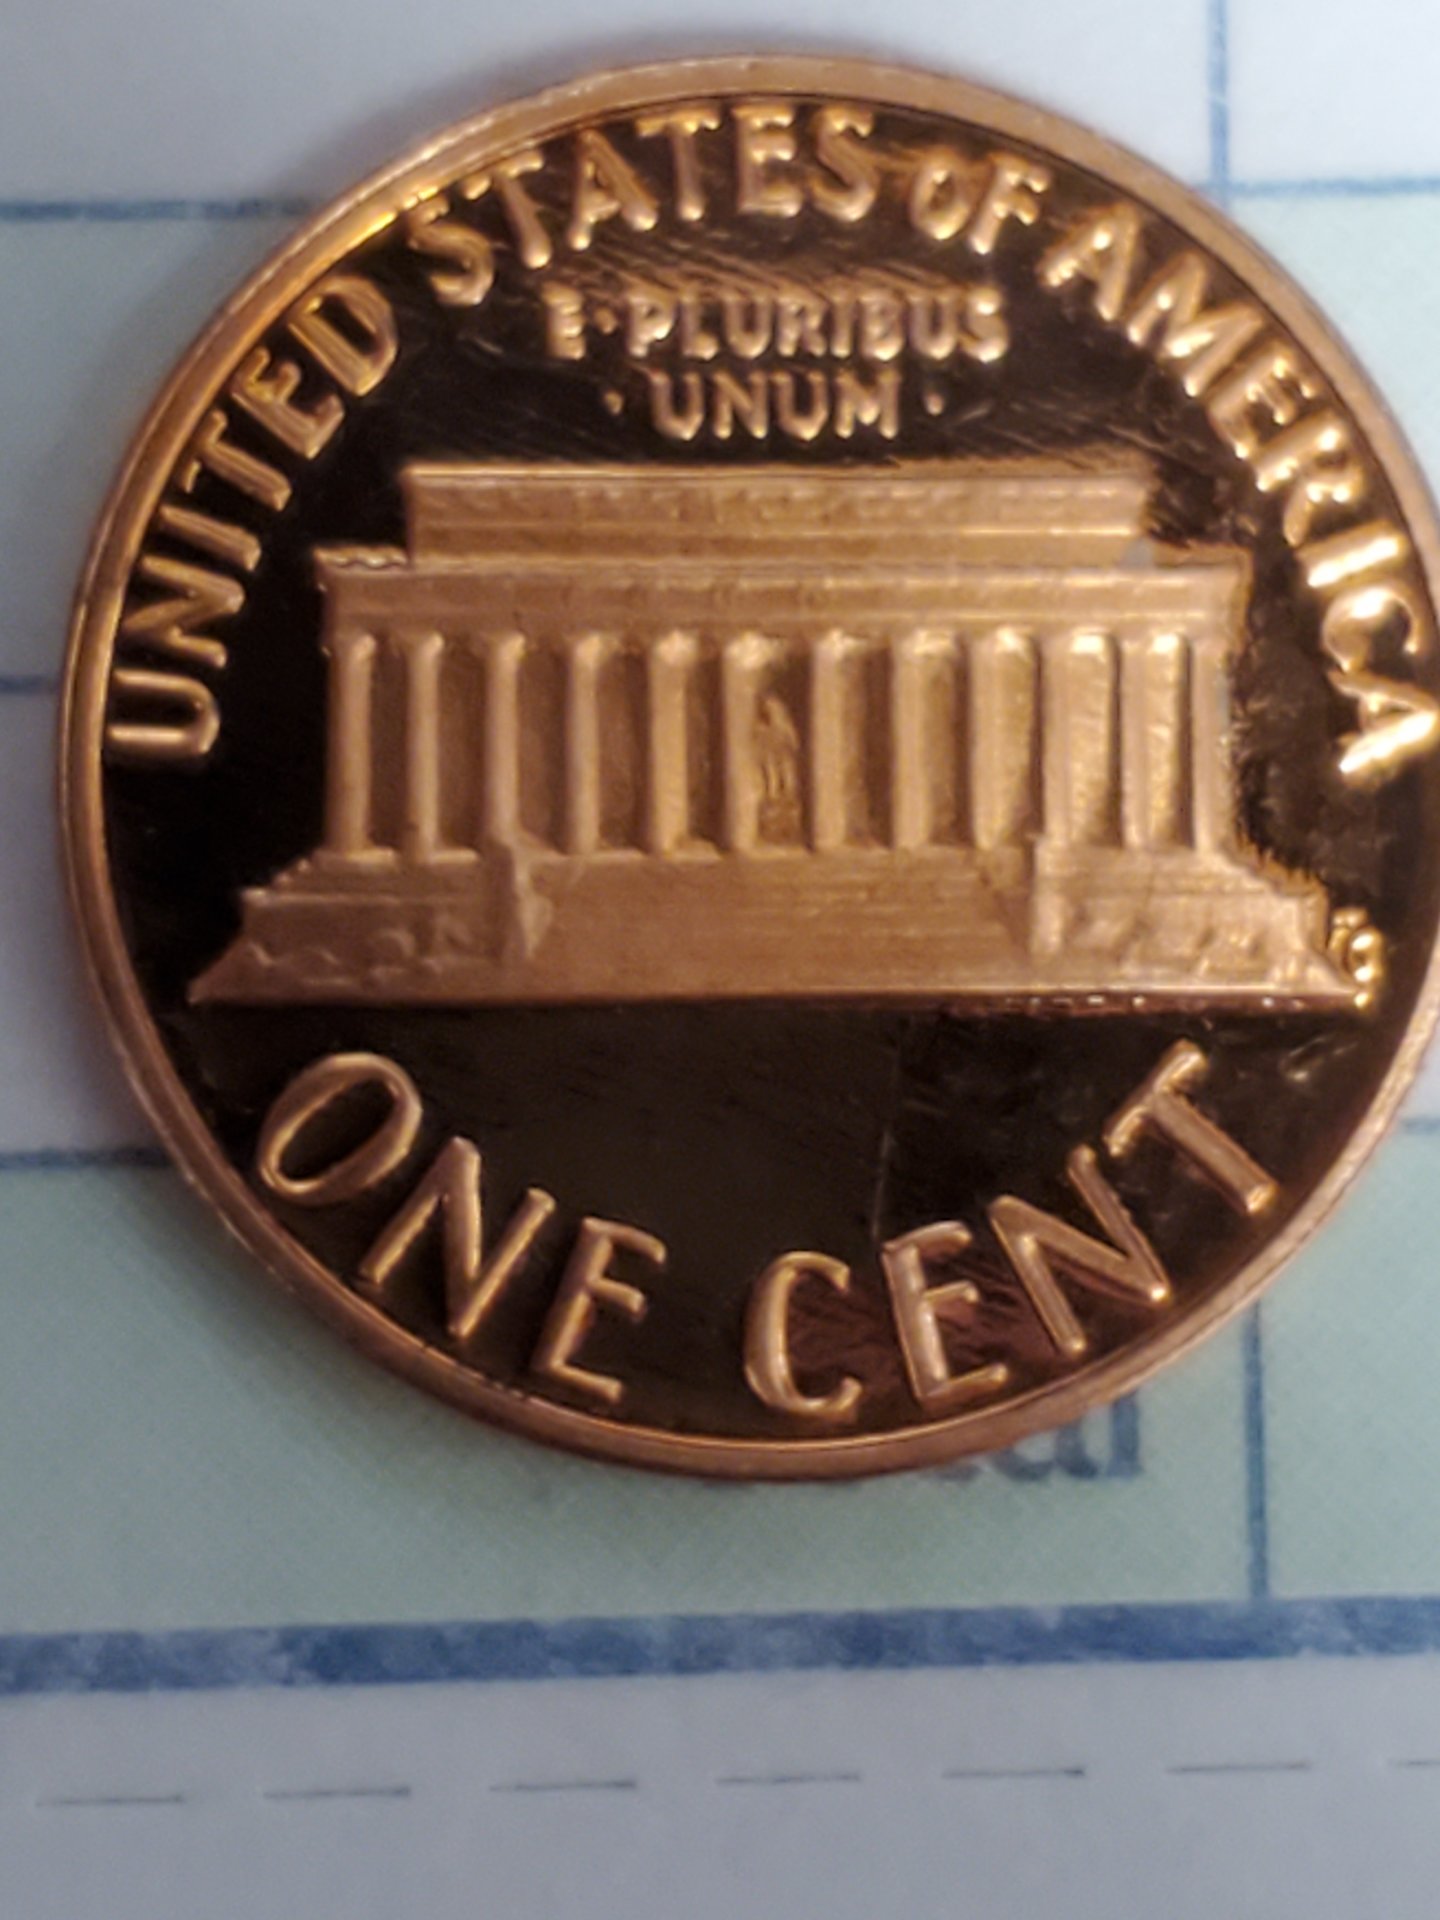 UNITED STATES OF AMERICA
E·PLURIBUS
·UNUM·
ONE CENT